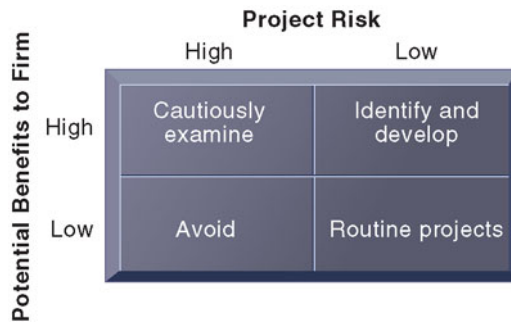 Project Risk
High
Low
Potential Benefits to Firm
High
Cautiously
examine
Identify and
develop
Low
Avoid
Routine projects